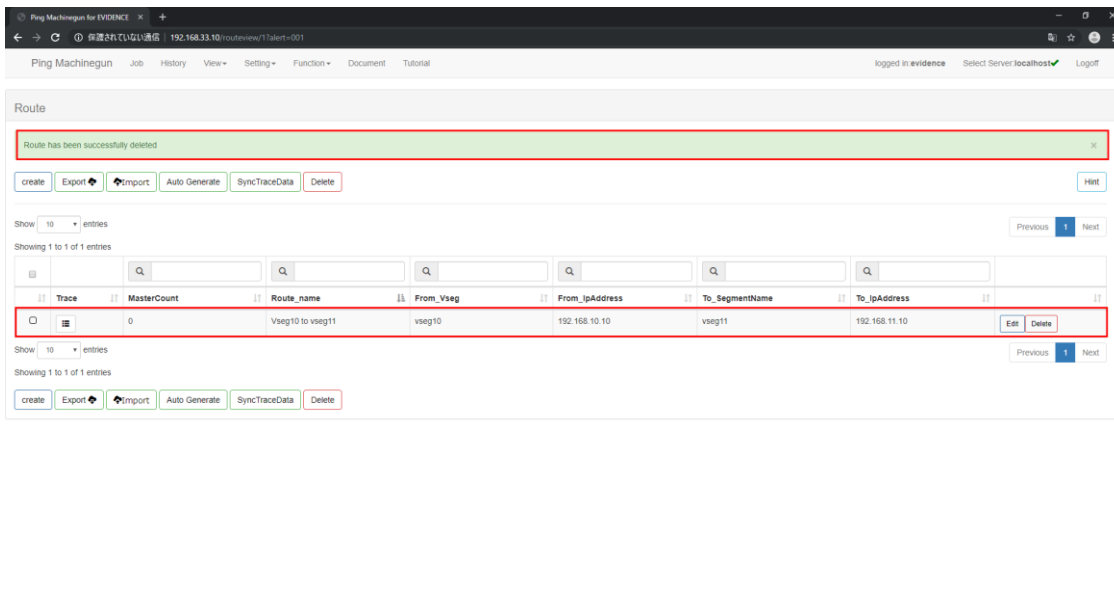 Ping Machinegun for EVIDENCE
保護されていない通信 | 192.168.33.10/routeview/1?alert=001
Ping Machinegun Job History View Setting Function Document Tutorial logged in:evidence Select Server:localhost Logoff
Route
Route has been successfully deleted
create Export Import Auto Generate SyncTraceData Delete Hint
Show 10 entries Previous 1 Next
Showing 1 to 1 of 1 entries
Trace MasterCount Route_name From_Vseg From_IpAddress To_SegmentName To_IpAddress
0 Vseg10 to vseg11 vseg10 192.168.10.10 vseg11 192.168.11.10 Edit Delete
Show 10 entries Previous 1 Next
Showing 1 to 1 of 1 entries
create Export Import Auto Generate SyncTraceData Delete